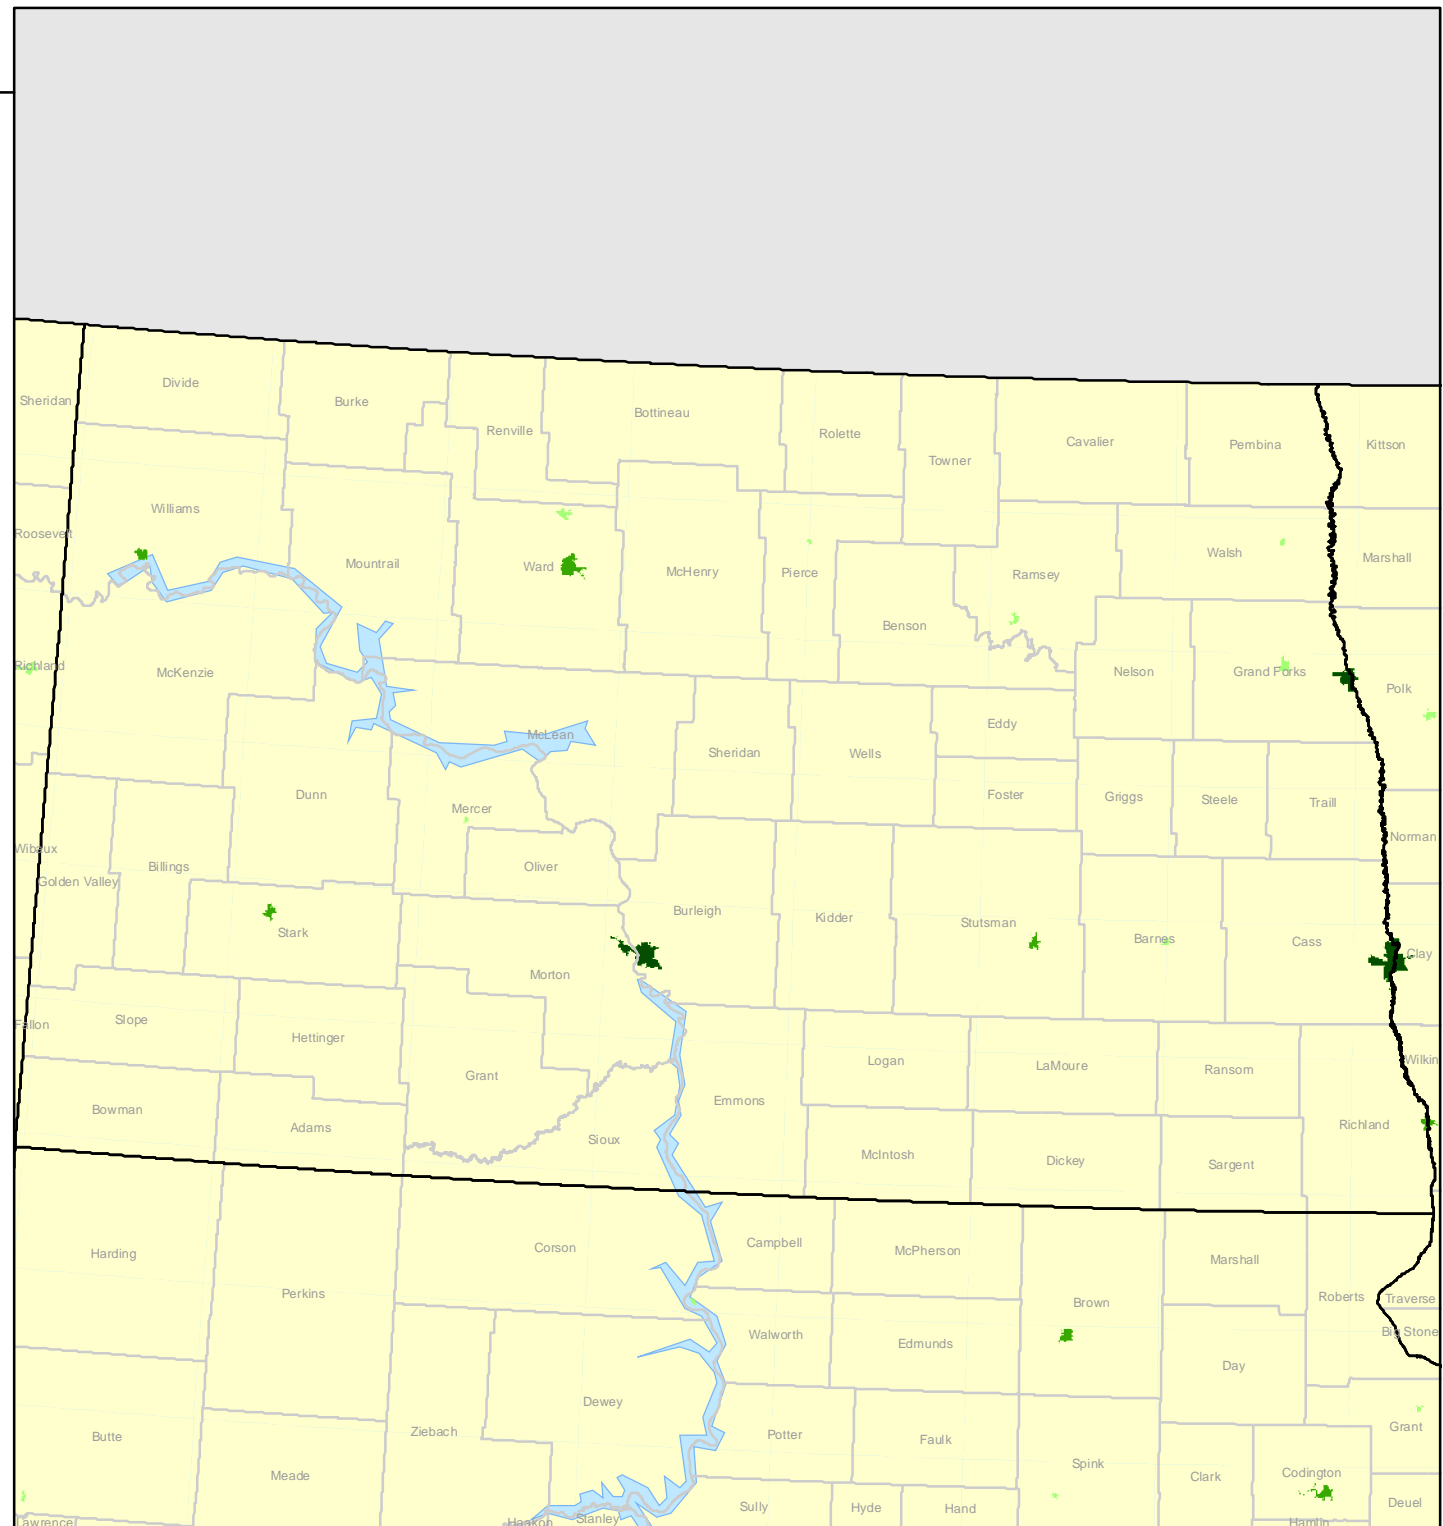 Divide
Sheridan
Burke
Bottineau
Renville
Rolette
Cavalier
Pembina
Kittson
Towner
Williams
Roosevelt
Mountrail
Ward
McHenry
Pierce
Ramsey
Walsh
Marshall
Benson
Richland
McKenzie
Nelson
Grand Forks
Polk
McLean
Sheridan
Wells
Eddy
Dunn
Mercer
Foster
Griggs
Steele
Traill
Norman
Wibaux
Golden Valley
Billings
Oliver
Burleigh
Kidder
Stutsman
Stark
Barnes
Cass
Clay
Morton
Fallon
Slope
Hettinger
Grant
Logan
LaMoure
Ransom
Wilkin
Bowman
Adams
Emmons
Sioux
Richland
McIntosh
Dickey
Sargent
Harding
Corson
Campbell
McPherson
Marshall
Perkins
Brown
Roberts
Traverse
Walworth
Edmunds
Big Stone
Day
Dewey
Butte
Ziebach
Potter
Faulk
Grant
Meade
Spink
Clark
Codington
Sully
Hyde
Hand
Deuel
Lawrence
Haakon
Stanley
Hamlin